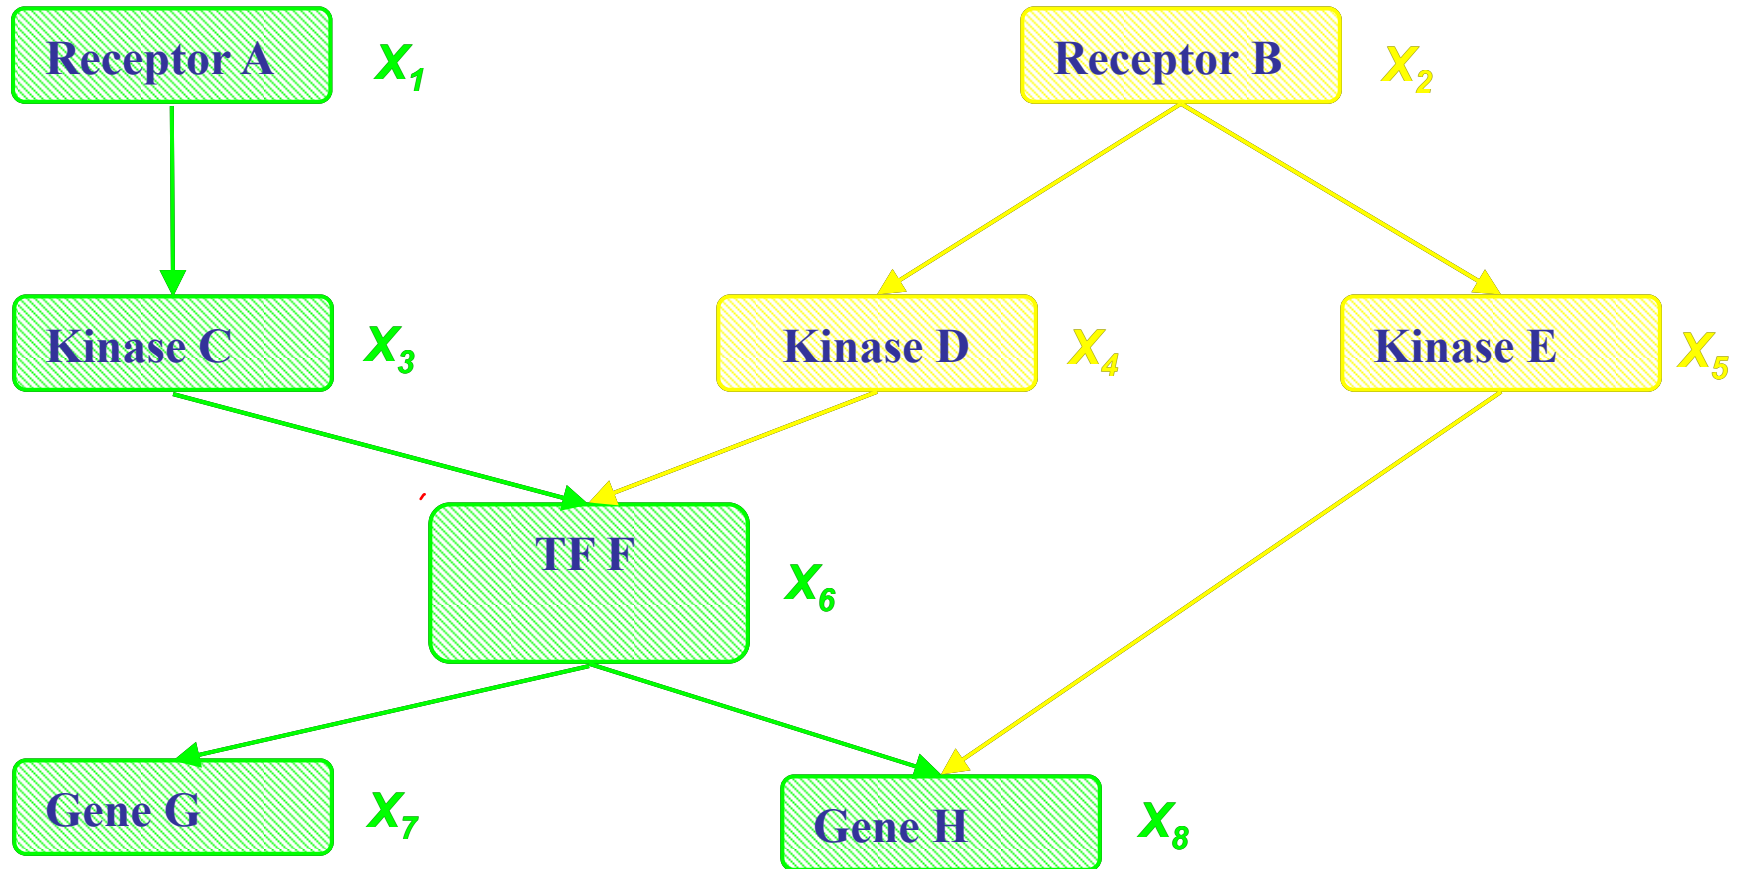 Receptor A X1
Receptor B X2
Kinase C X3
Kinase D X4
Kinase E X5
TF F X6
Gene G X7
Gene H X8